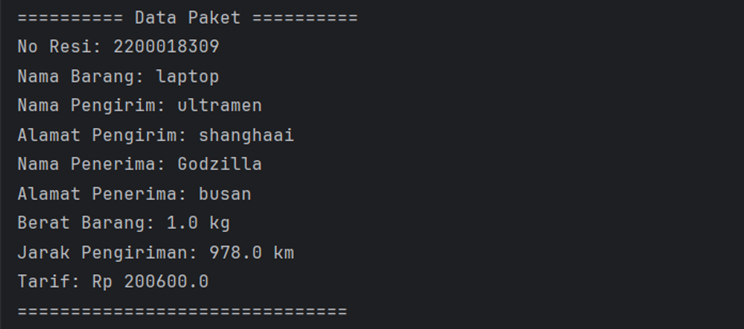 ========== Data Paket ==========
No Resi: 2200018309
Nama Barang: laptop
Nama Pengirim: ultramen
Alamat Pengirim: shanghaai
Nama Penerima: Godzilla
Alamat Penerima: busan
Berat Barang: 1.0 kg
Jarak Pengiriman: 978.0 km
Tarif: Rp 200600.0
===============================